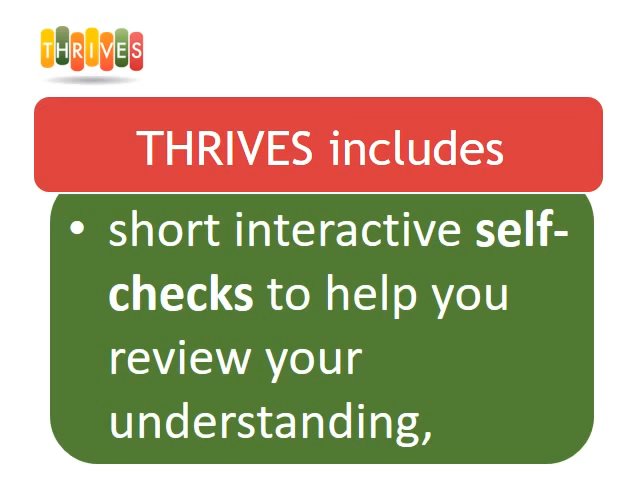 THRIVES
THRIVES includes
• short interactive self-
checks to help you
review your
understanding,